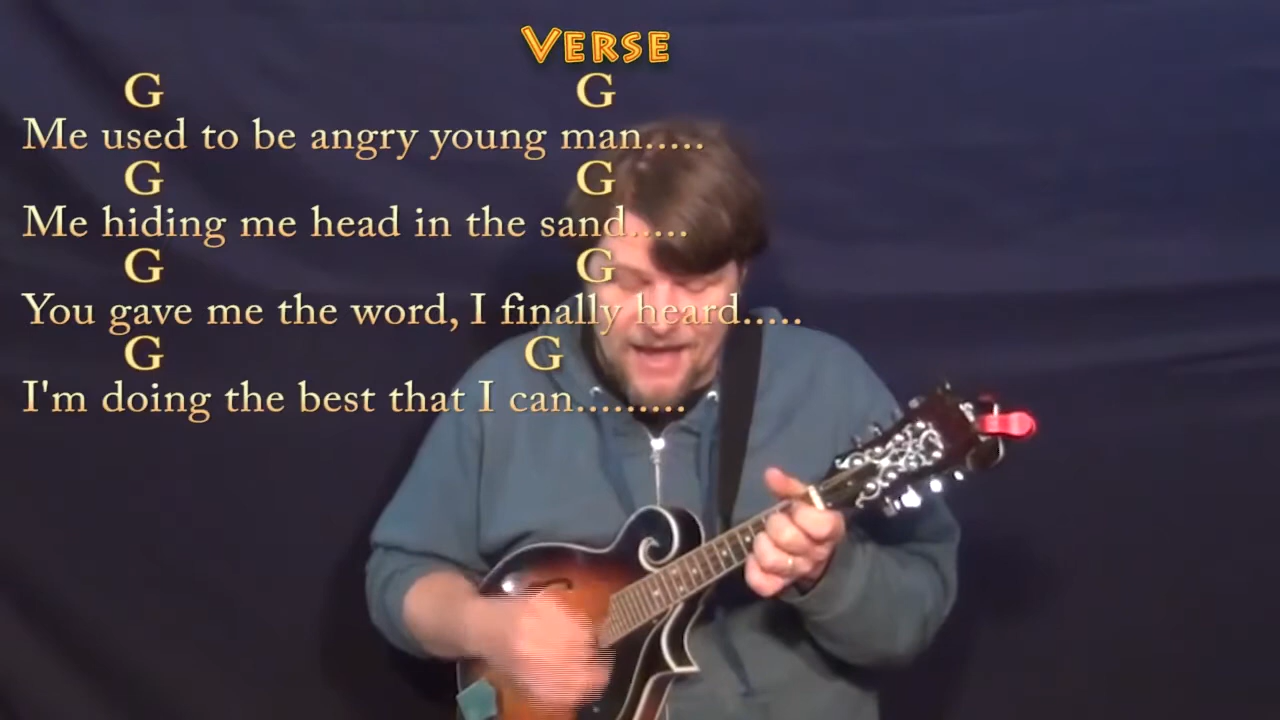 VERSE
G G
Me used to be angry young man.....
G G
Me hiding me head in the sand.....
G G
You gave me the word, I finally heard.....
G G
I'm doing the best that I can.........